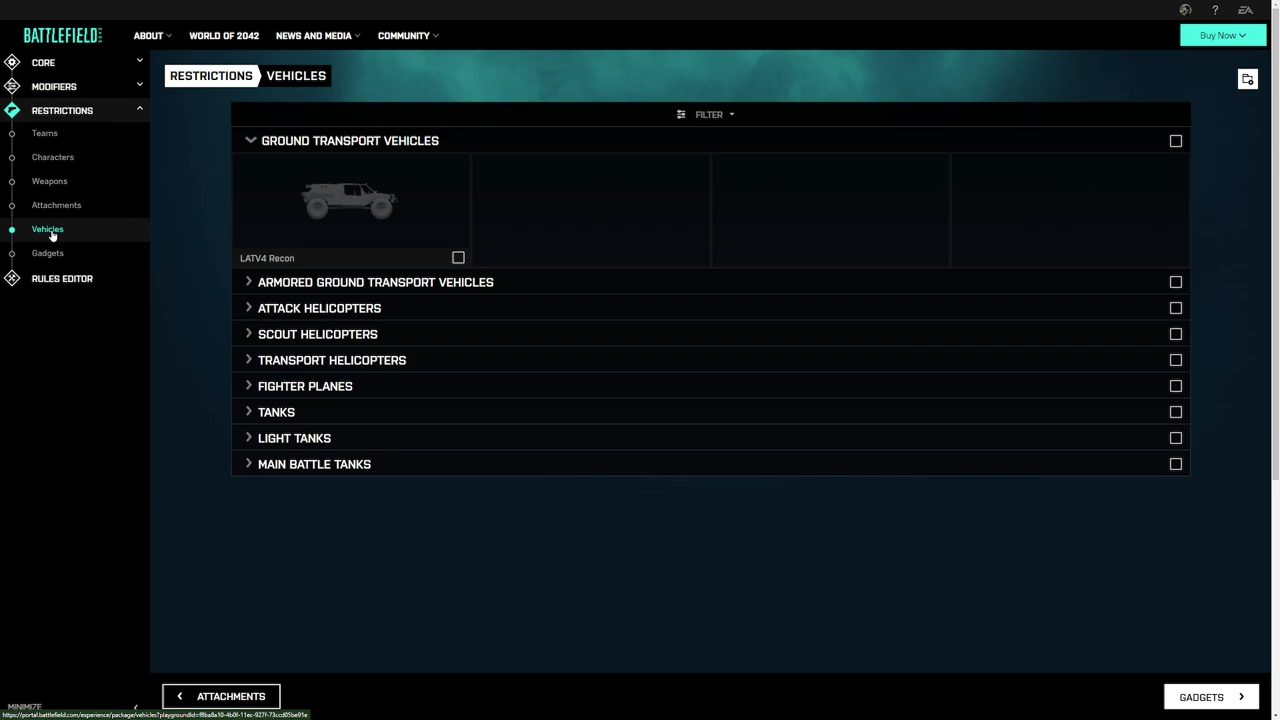 BATTLEFIELD
ABOUT
WORLD OF 2042
NEWS AND MEDIA
COMMUNITY
Buy Now
CORE
MODIFIERS
RESTRICTIONS
Teams
Characters
Weapons
Attachments
Vehicles
Gadgets
RULES EDITOR
RESTRICTIONS
VEHICLES
FILTER
GROUND TRANSPORT VEHICLES
LATV4 Recon
ARMORED GROUND TRANSPORT VEHICLES
ATTACK HELICOPTERS
SCOUT HELICOPTERS
TRANSPORT HELICOPTERS
FIGHTER PLANES
TANKS
LIGHT TANKS
MAIN BATTLE TANKS
ATTACHMENTS
GADGETS
MINIMIZE